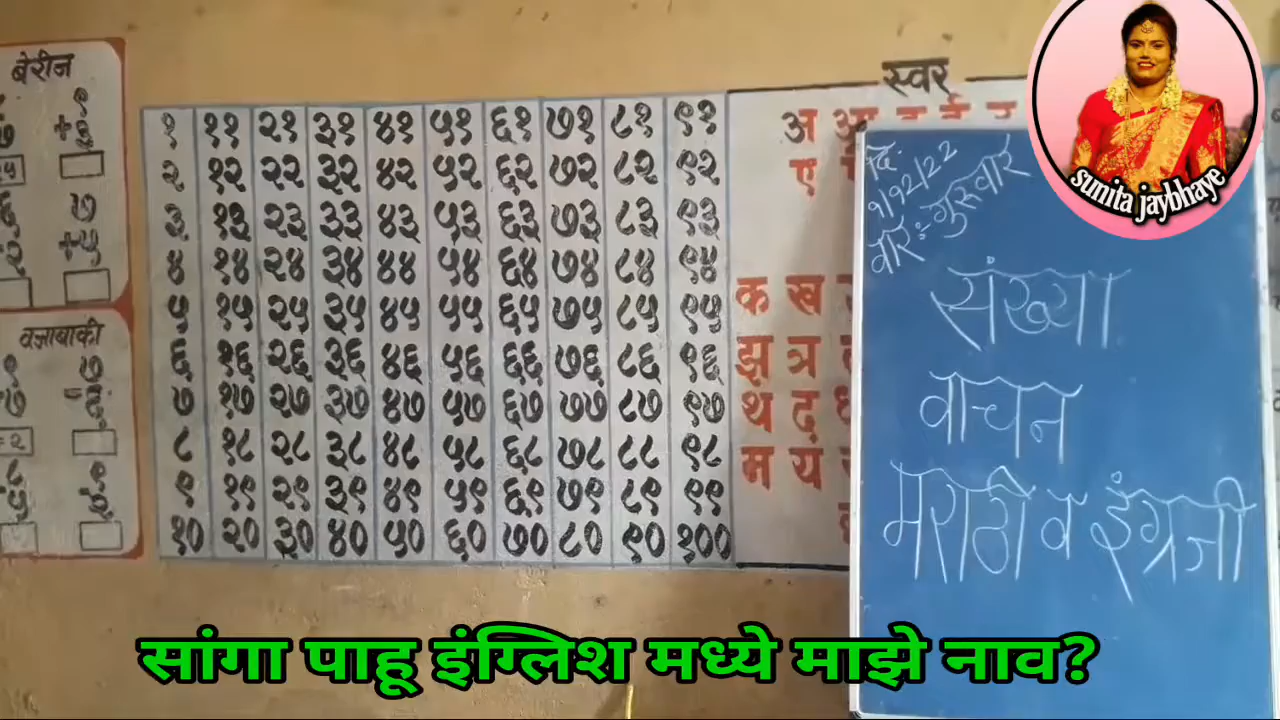 बेरीज
वजाबाकी
१ ११ २१ ३१ ४१ ५१ ६१ ७१ ८१ ९१
२ १२ २२ ३२ ४२ ५२ ६२ ७२ ८२ ९२
३ १३ २३ ३३ ४३ ५३ ६३ ७३ ८३ ९३
४ १४ २४ ३४ ४४ ५४ ६४ ७४ ८४ ९४
५ १५ २५ ३५ ४५ ५५ ६५ ७५ ८५ ९५
६ १६ २६ ३६ ४६ ५६ ६६ ७६ ८६ ९६
७ १७ २७ ३७ ४७ ५७ ६७ ७७ ८७ ९७
८ १८ २८ ३८ ४८ ५८ ६८ ७८ ८८ ९८
९ १९ २९ ३९ ४९ ५९ ६९ ७९ ८९ ९९
१० २० ३० ४० ५० ६० ७० ८० ९० १००
स्वर
अ आ
ए
क ख
झ त्र
थ द
म य
दि:
१/१२/२२
वार:- गुरुवार
संख्या
वाचन
मराठी व इंग्रजी
sunita jaybhaye
सांगा पाहू इंग्लिश मध्ये माझे नाव?